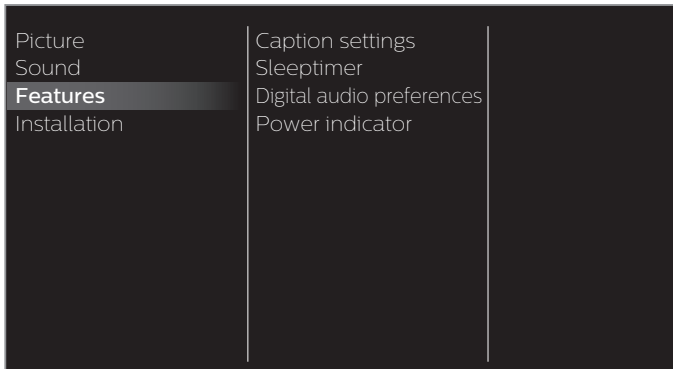 Picture
Sound
Features
Installation
Caption settings
Sleeptimer
Digital audio preferences
Power indicator